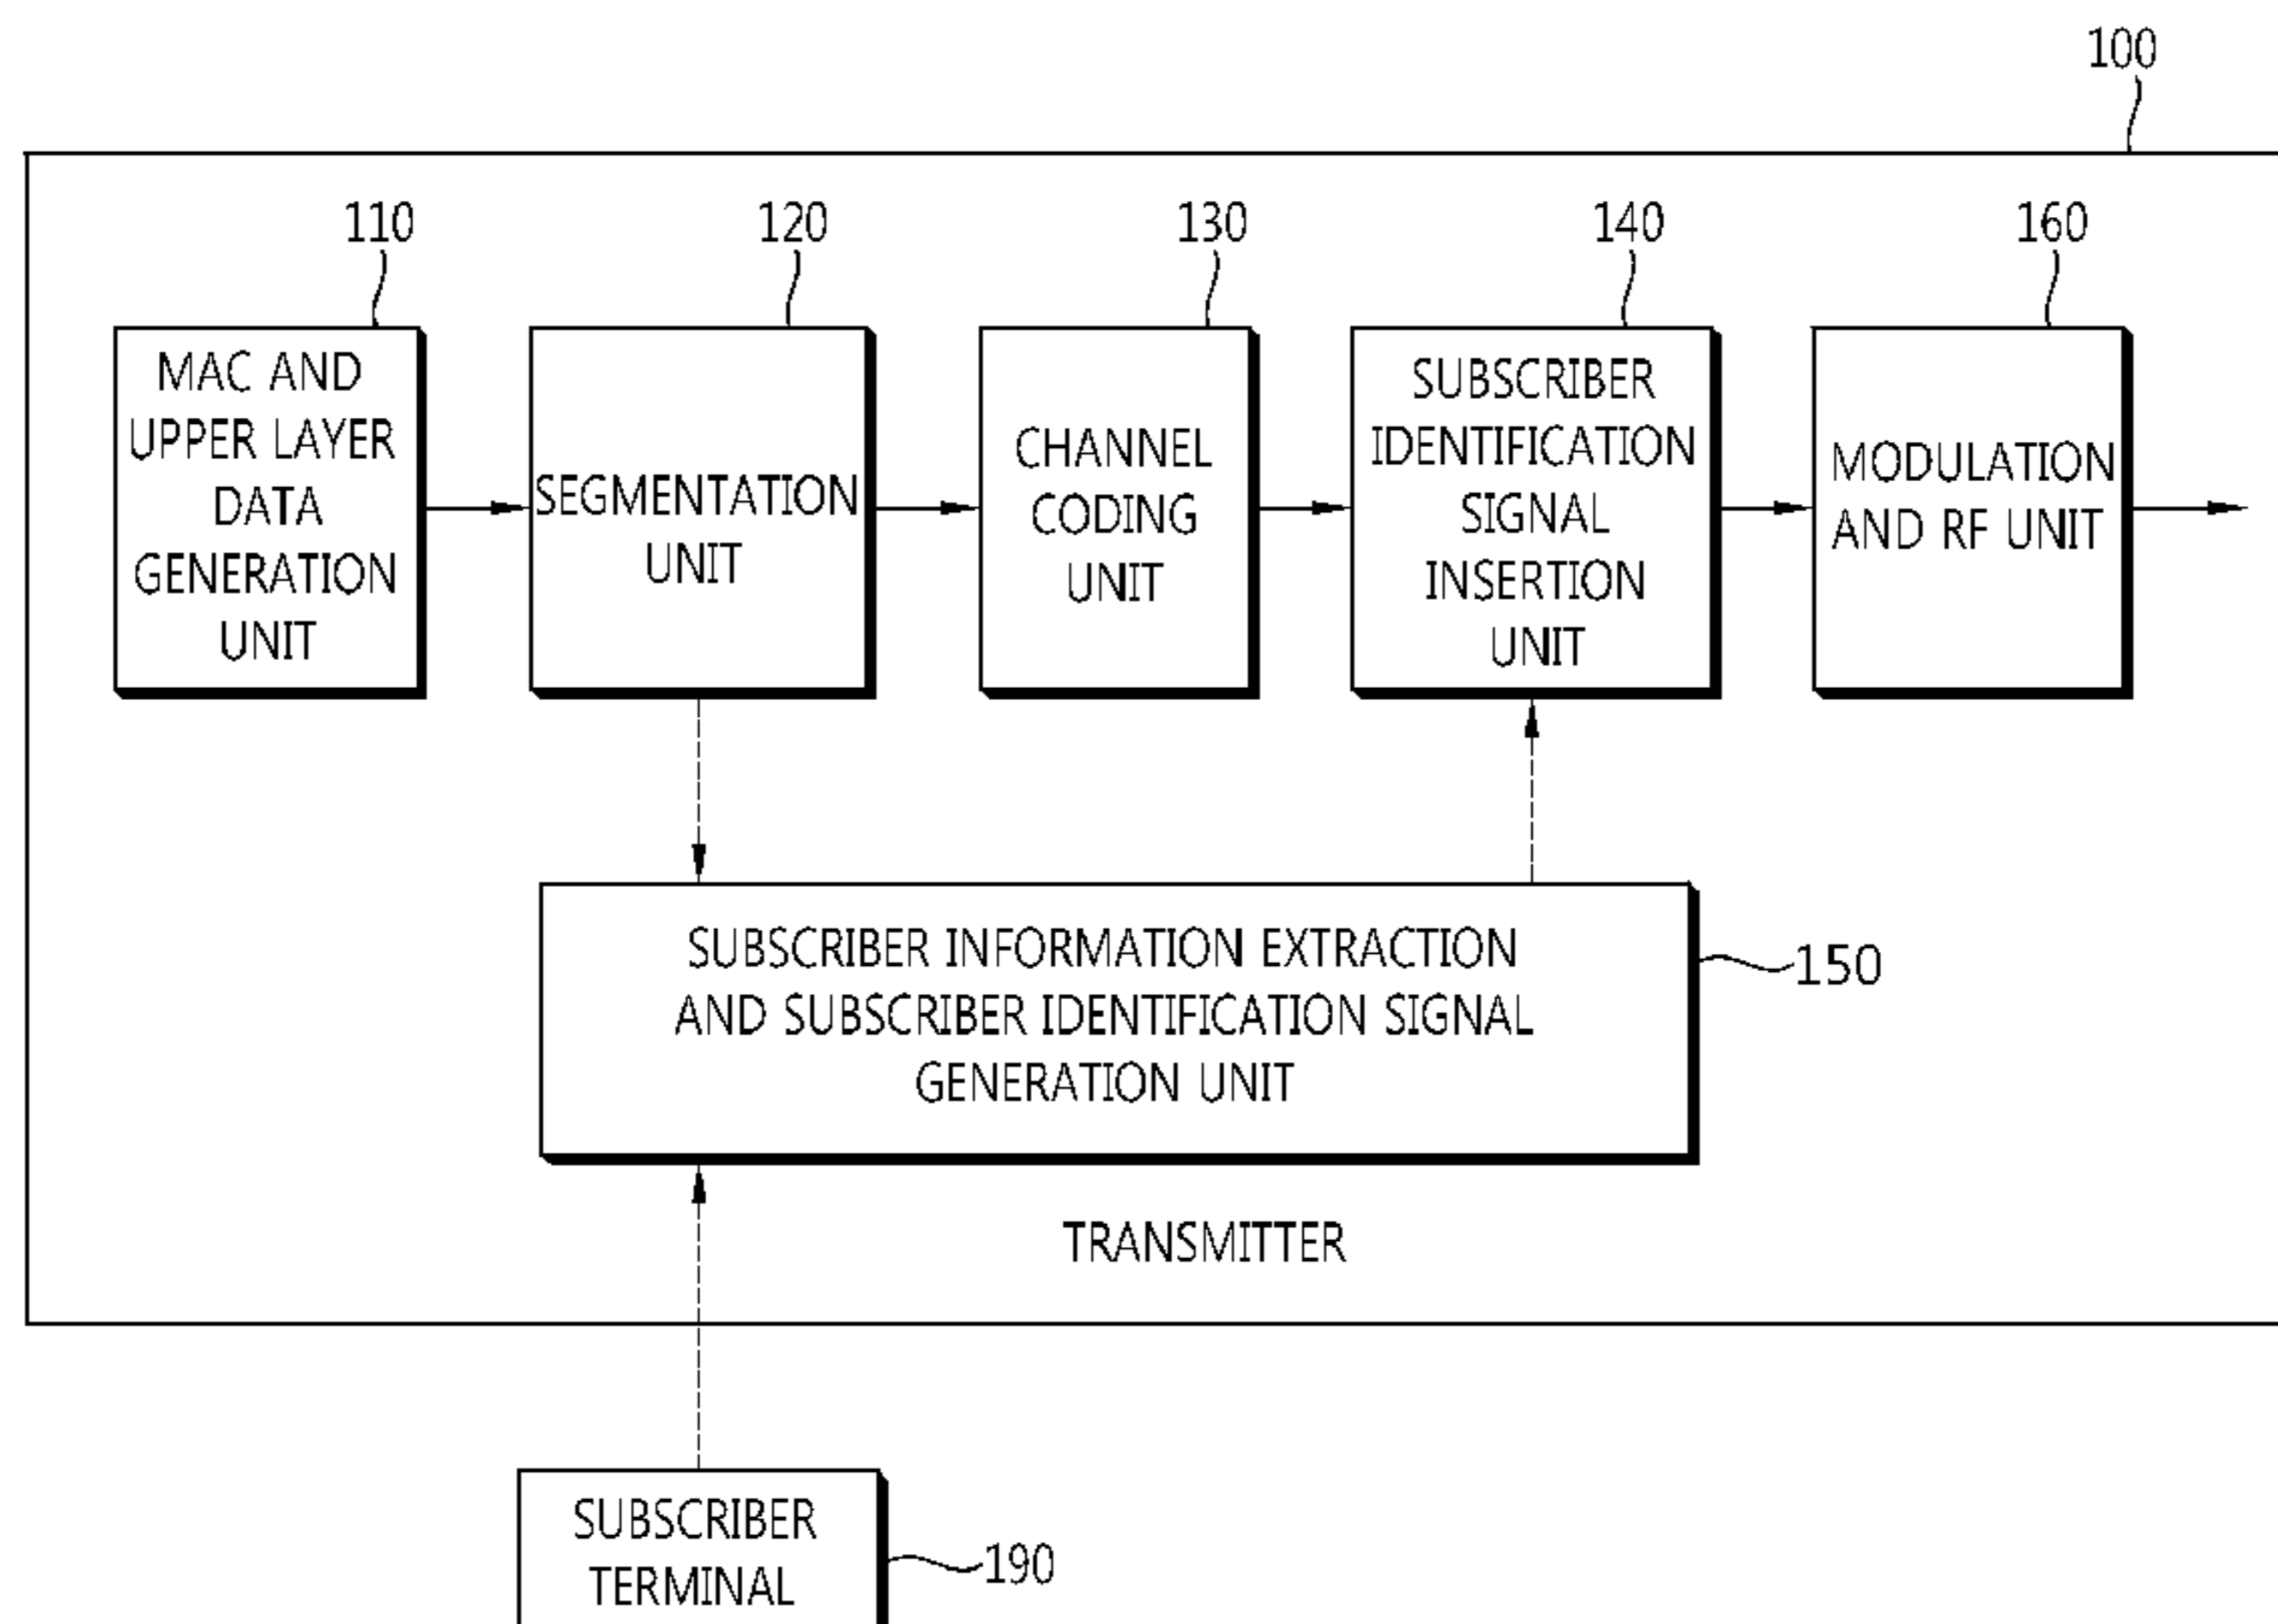 100
110
120
130
140
160
MAC AND
UPPER LAYER
DATA
GENERATION
UNIT
SEGMENTATION
UNIT
CHANNEL
CODING
UNIT
SUBSCRIBER
IDENTIFICATION
SIGNAL
INSERTION
UNIT
MODULATION
AND RF UNIT
SUBSCRIBER INFORMATION EXTRACTION
AND SUBSCRIBER IDENTIFICATION SIGNAL
GENERATION UNIT
150
TRANSMITTER
SUBSCRIBER
TERMINAL
190